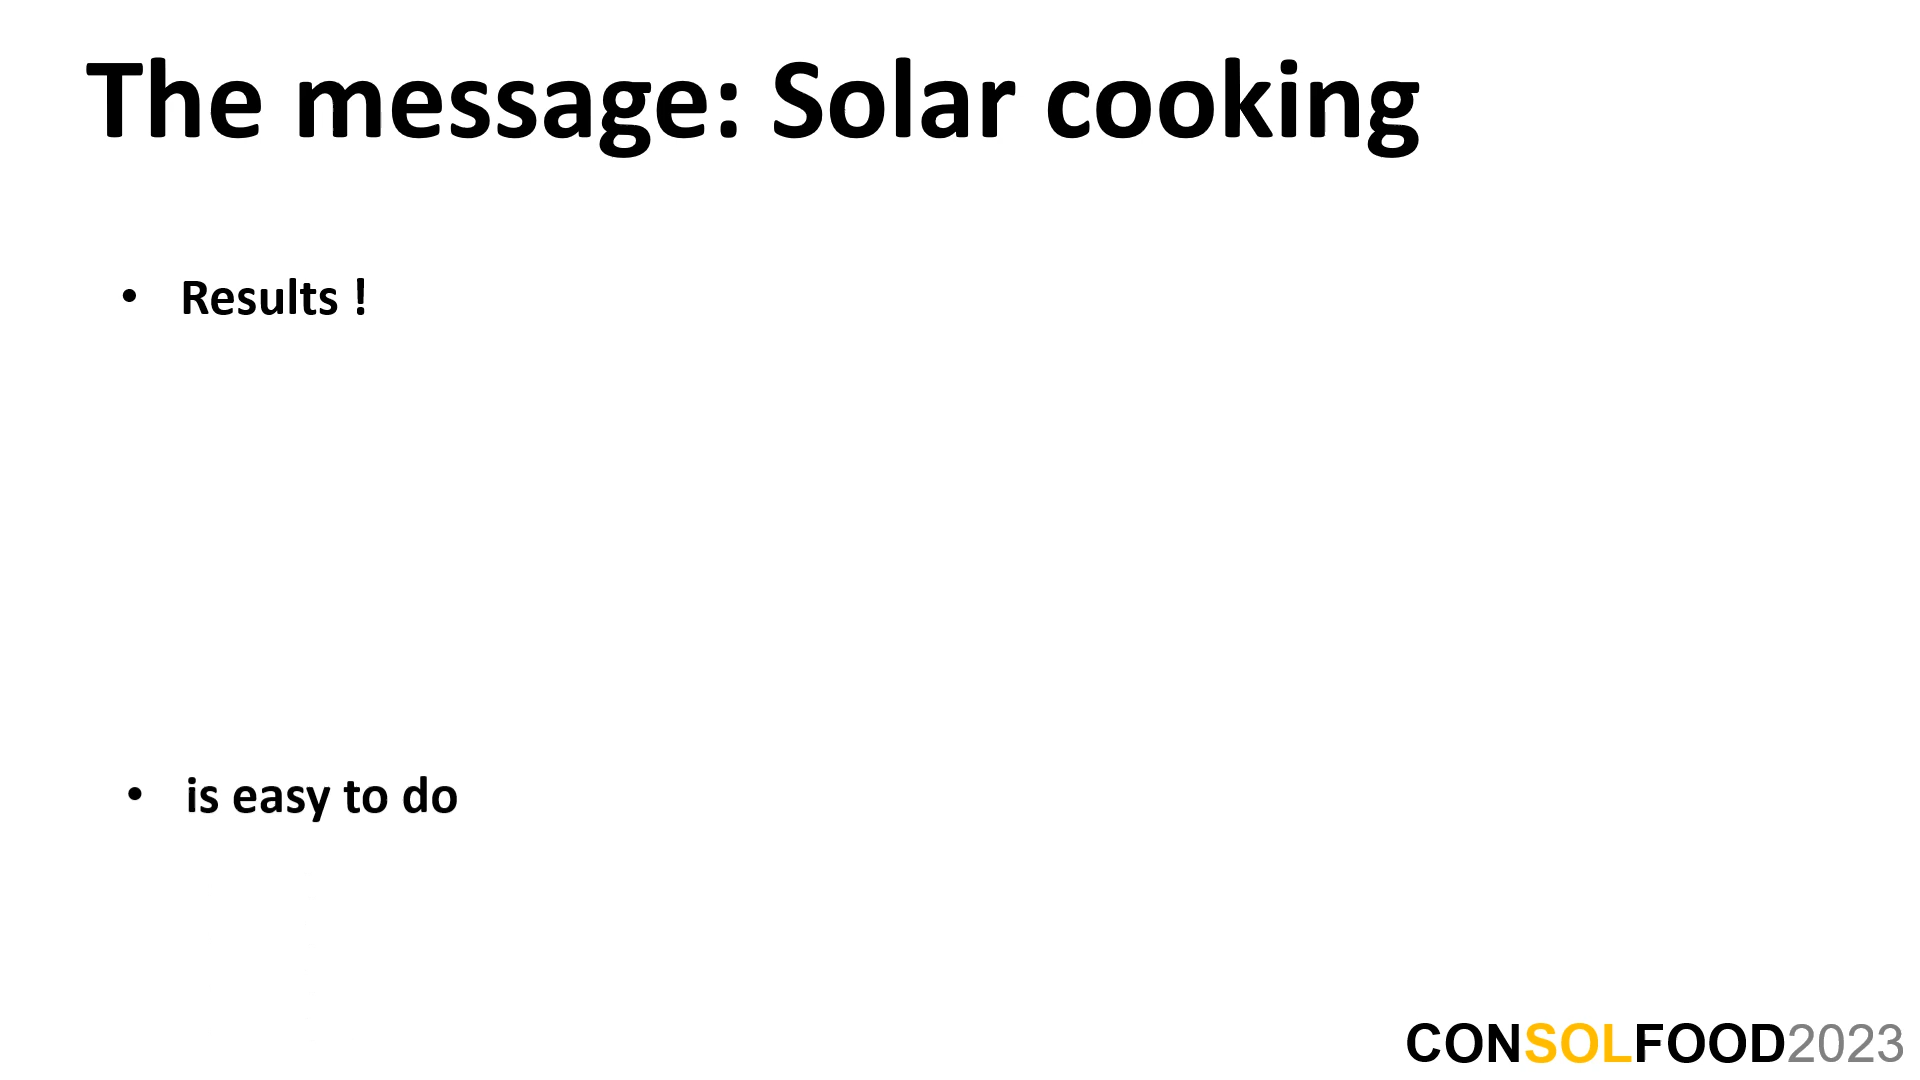 The message: Solar cooking
• Results !
• is easy to do
CONSOLFOOD2023